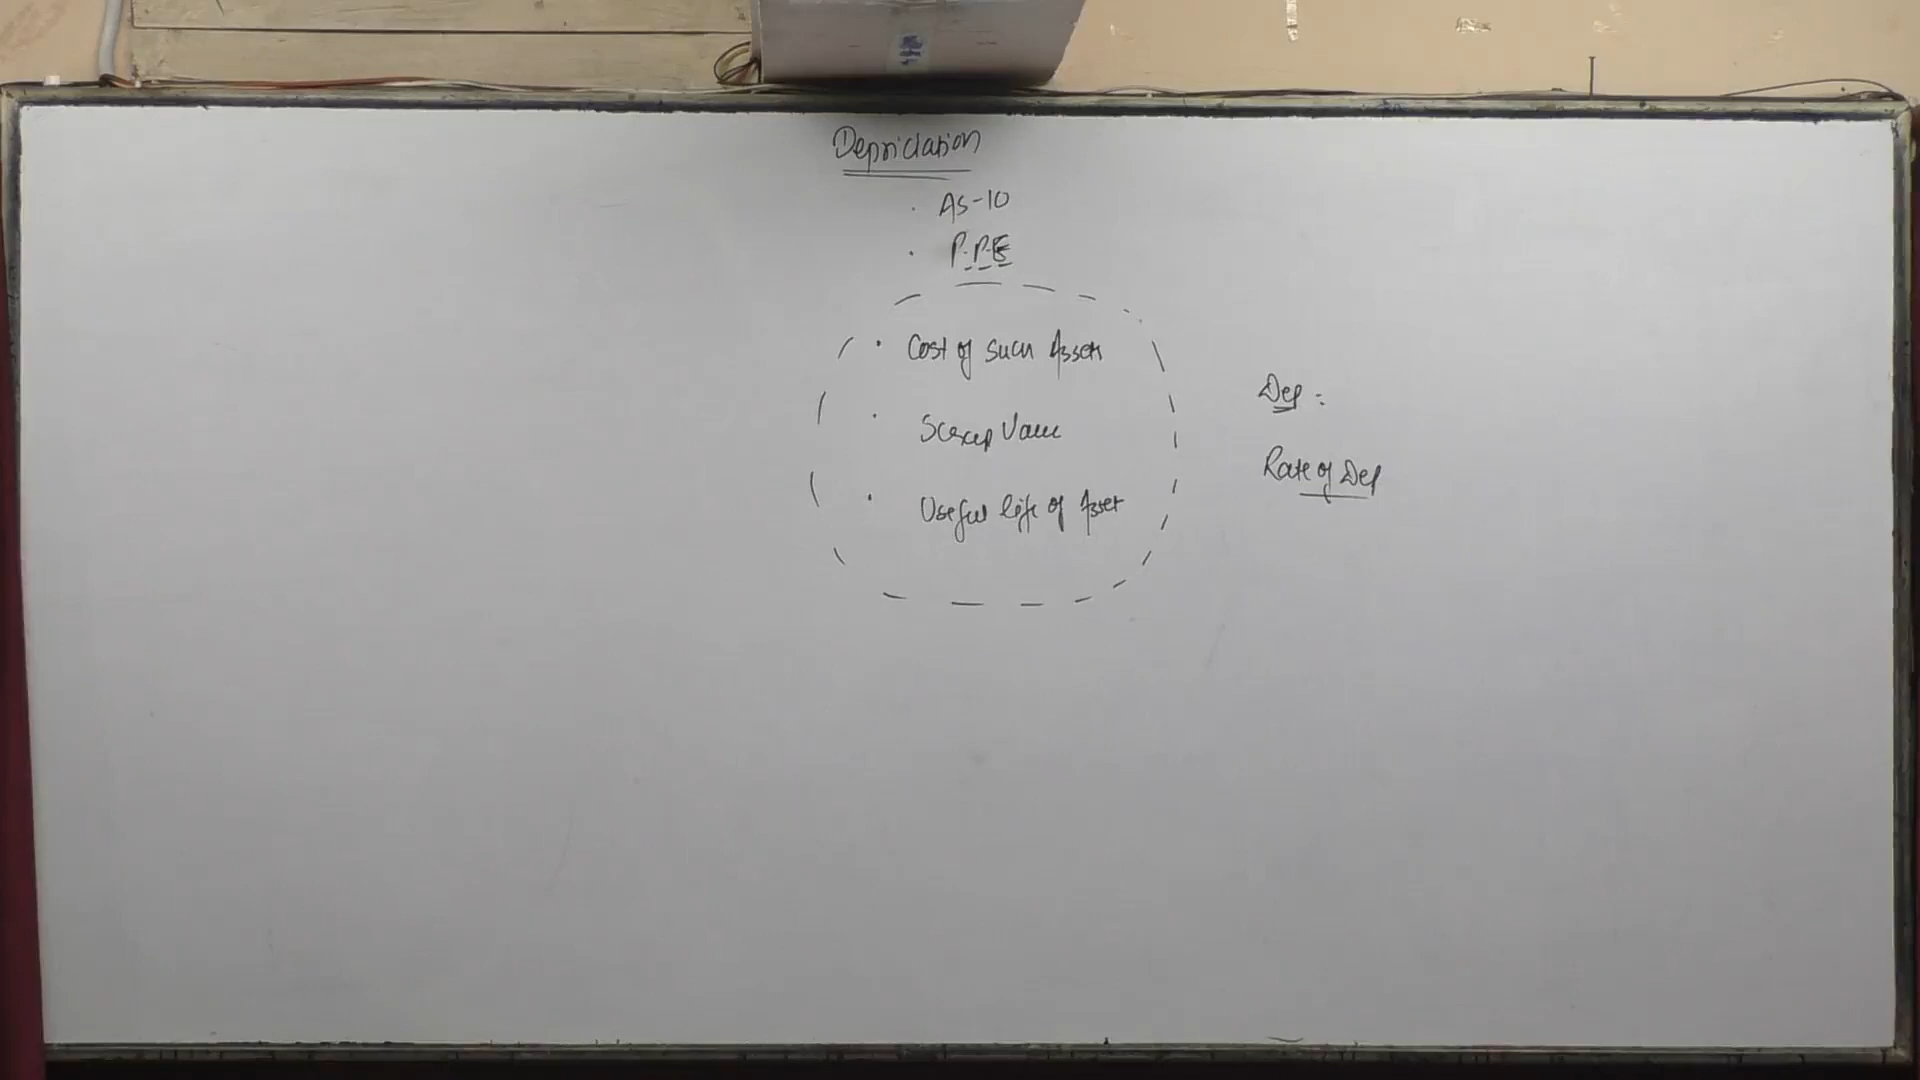 Depriciation
• AS-10
• P.P.E
• Cost of such Assets
• Scrap Value
• Useful life of Asset
Dep :
Rate of Dep